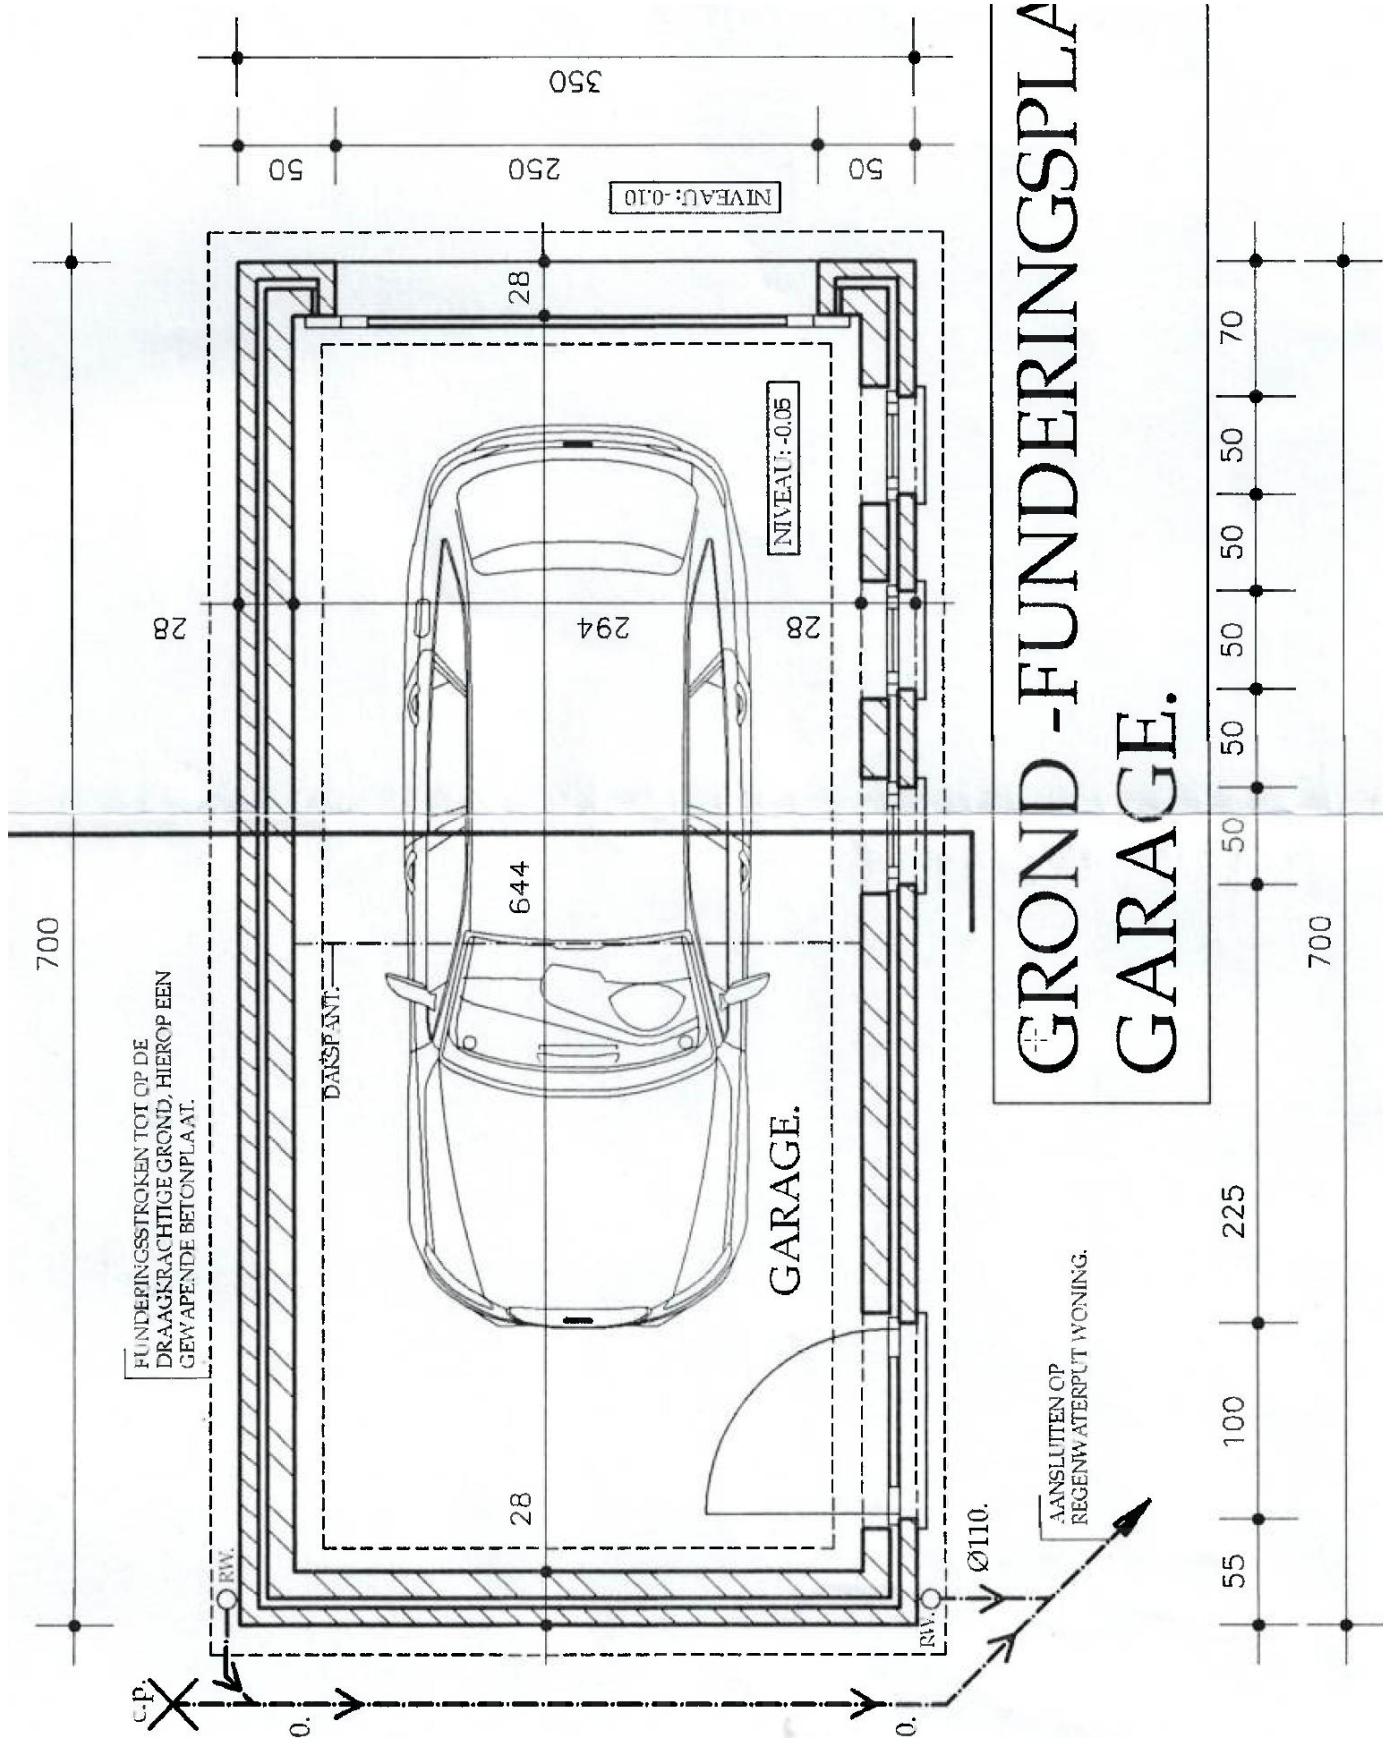 350
50
250
50
NIVEAU: -0.10
28
70
50
50
50
50
50
225
100
55
700
NIVEAU: -0.05
28
294
28
644
700
FUNDERINGSSTROKEN TOT OP DE
DRAAGKRACHTIGE GROND, HIEROP EEN
GEWAPENDE BETONPLAAT.
DAKSPANT.
GARAGE.
28
GROND -FUNDERINGSPLA
GARAGE.
AANSLUITEN OP
REGENWATERPUT WONING.
Ø110.
RW.
RW.
c.p.
0.
0.